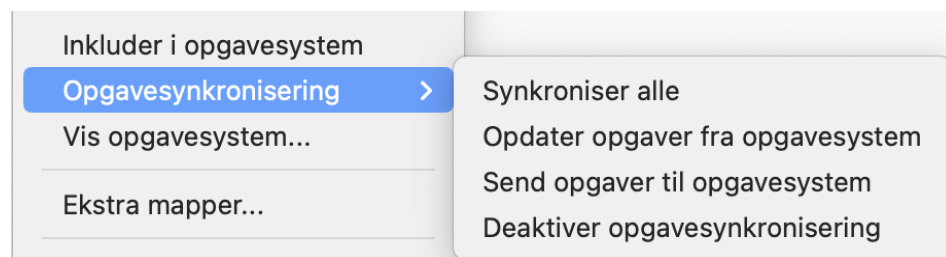 Inkluder i opgavesystem
Opgavesynkronisering
Vis opgavesystem...
Ekstra mapper...
Synkroniser alle
Opdater opgaver fra opgavesystem
Send opgaver til opgavesystem
Deaktiver opgavesynkronisering